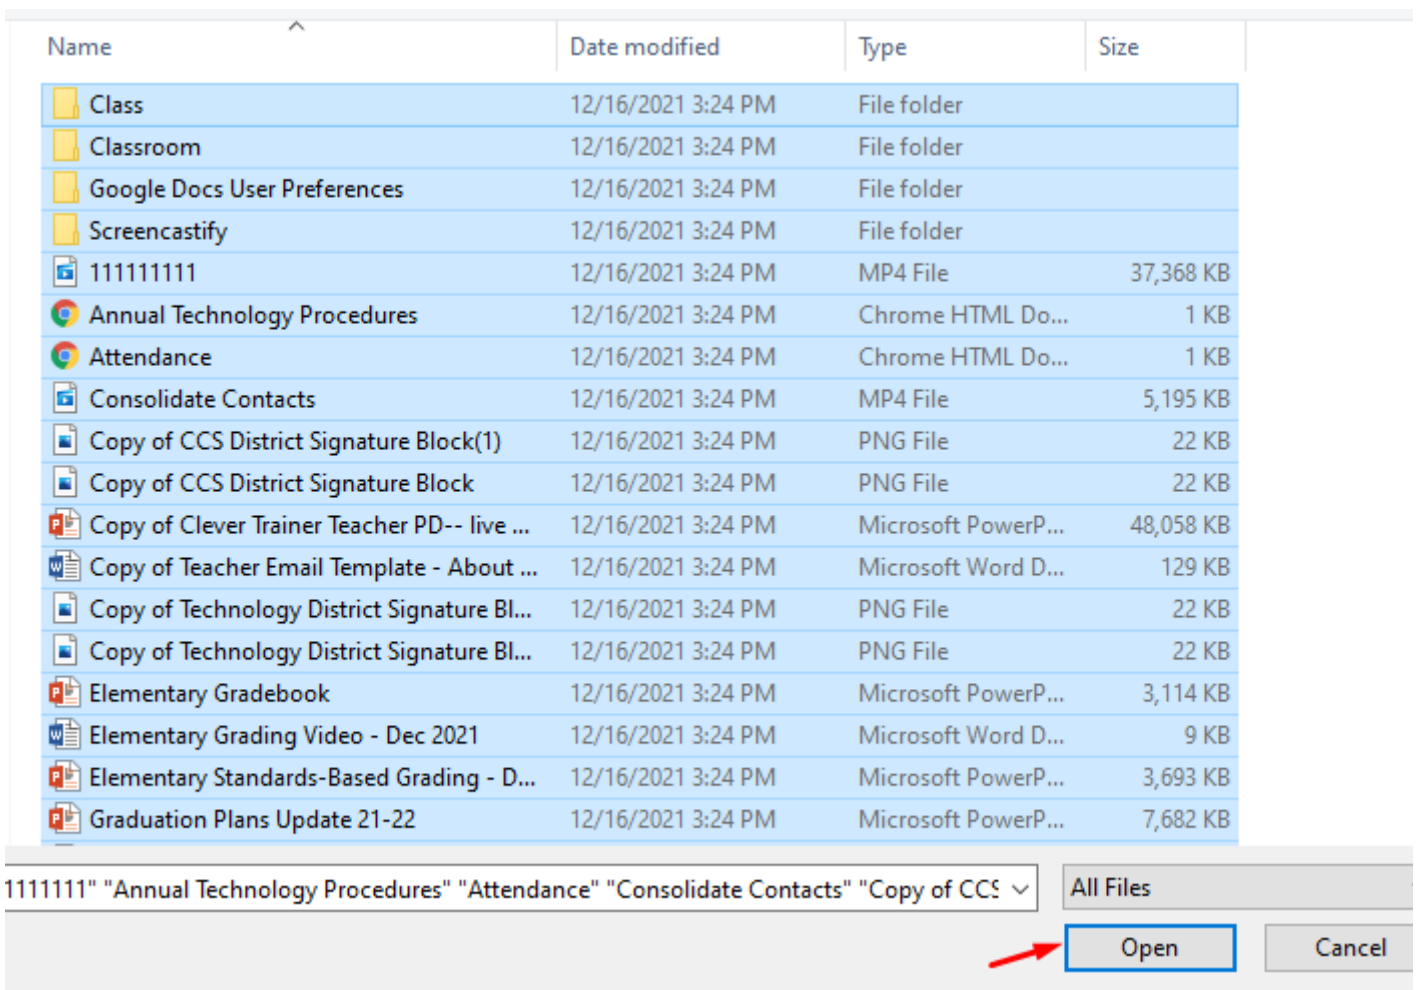 Name Date modified Type Size
Class 12/16/2021 3:24 PM File folder
Classroom 12/16/2021 3:24 PM File folder
Google Docs User Preferences 12/16/2021 3:24 PM File folder
Screencastify 12/16/2021 3:24 PM File folder
111111111 12/16/2021 3:24 PM MP4 File 37,368 KB
Annual Technology Procedures 12/16/2021 3:24 PM Chrome HTML Do... 1 KB
Attendance 12/16/2021 3:24 PM Chrome HTML Do... 1 KB
Consolidate Contacts 12/16/2021 3:24 PM MP4 File 5,195 KB
Copy of CCS District Signature Block(1) 12/16/2021 3:24 PM PNG File 22 KB
Copy of CCS District Signature Block 12/16/2021 3:24 PM PNG File 22 KB
Copy of Clever Trainer Teacher PD-- live ... 12/16/2021 3:24 PM Microsoft PowerP... 48,058 KB
Copy of Teacher Email Template - About ... 12/16/2021 3:24 PM Microsoft Word D... 129 KB
Copy of Technology District Signature Bl... 12/16/2021 3:24 PM PNG File 22 KB
Copy of Technology District Signature Bl... 12/16/2021 3:24 PM PNG File 22 KB
Elementary Gradebook 12/16/2021 3:24 PM Microsoft PowerP... 3,114 KB
Elementary Grading Video - Dec 2021 12/16/2021 3:24 PM Microsoft Word D... 9 KB
Elementary Standards-Based Grading - D... 12/16/2021 3:24 PM Microsoft PowerP... 3,693 KB
Graduation Plans Update 21-22 12/16/2021 3:24 PM Microsoft PowerP... 7,682 KB
1111111" "Annual Technology Procedures" "Attendance" "Consolidate Contacts" "Copy of CCS All Files
Open Cancel